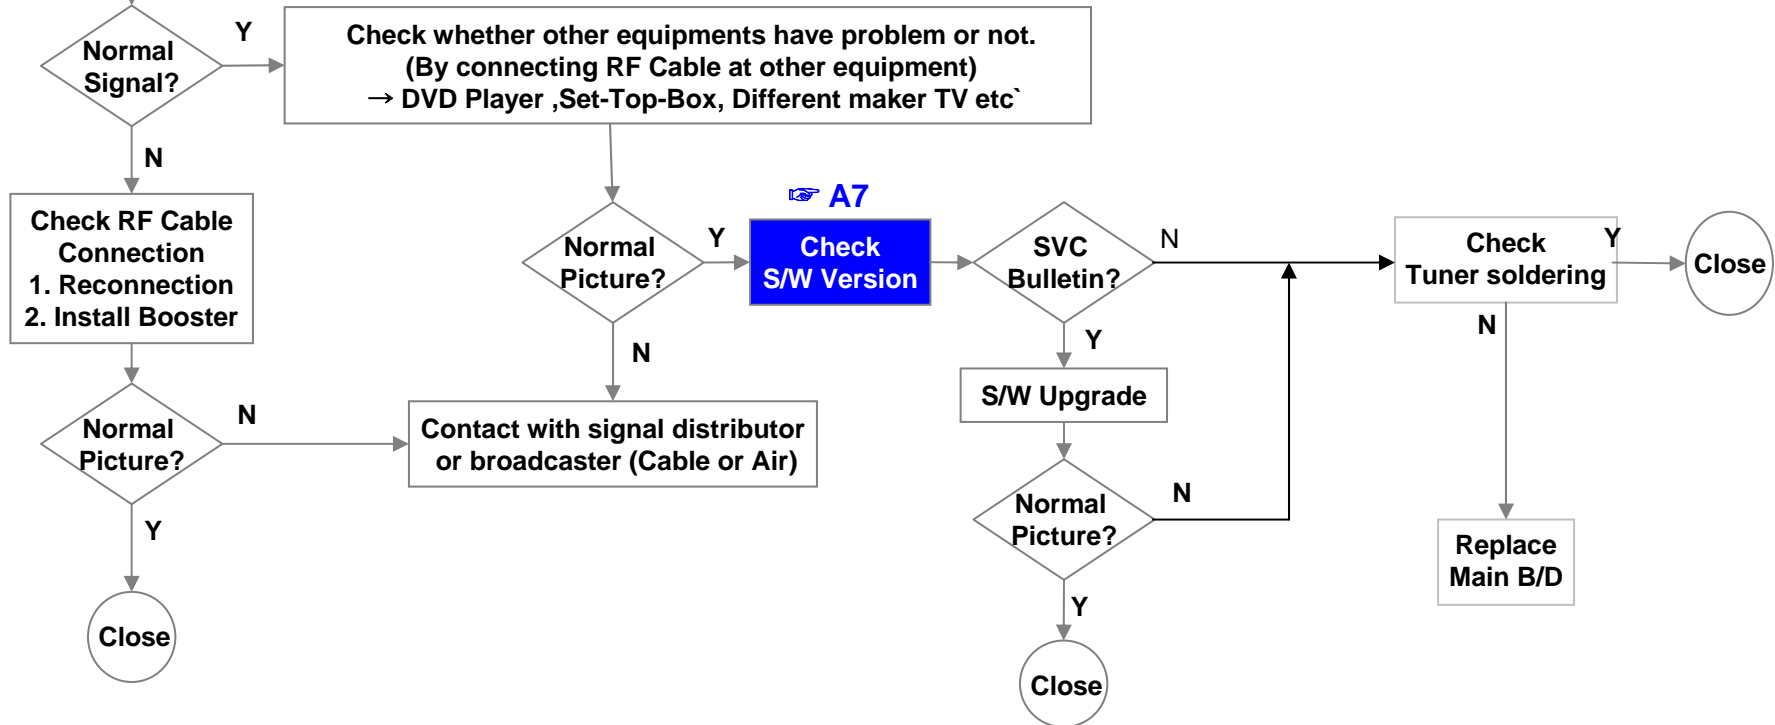 Normal
Signal?
Y
Check whether other equipments have problem or not.
(By connecting RF Cable at other equipment)
→ DVD Player ,Set-Top-Box, Different maker TV etc`
N
Check RF Cable
Connection
1. Reconnection
2. Install Booster
Normal
Picture?
N
Y
Close
Normal
Picture?
Y
N
Contact with signal distributor
or broadcaster (Cable or Air)
☞ A7
Check
S/W Version
SVC
Bulletin?
N
Y
S/W Upgrade
Normal
Picture?
N
Y
Close
Check
Tuner soldering
Y
Close
N
Replace
Main B/D